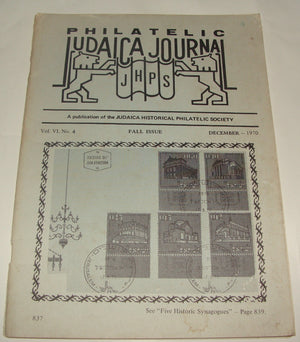 PHILATELIC
JUDAICA JOURNAL
JHPS
A publication of the JUDAICA HISTORICAL PHILATELIC SOCIETY
Vol. VI. No. 4 FALL ISSUE DECEMBER - 1970
See "Five Historic Synagogues" - Page 839.
837